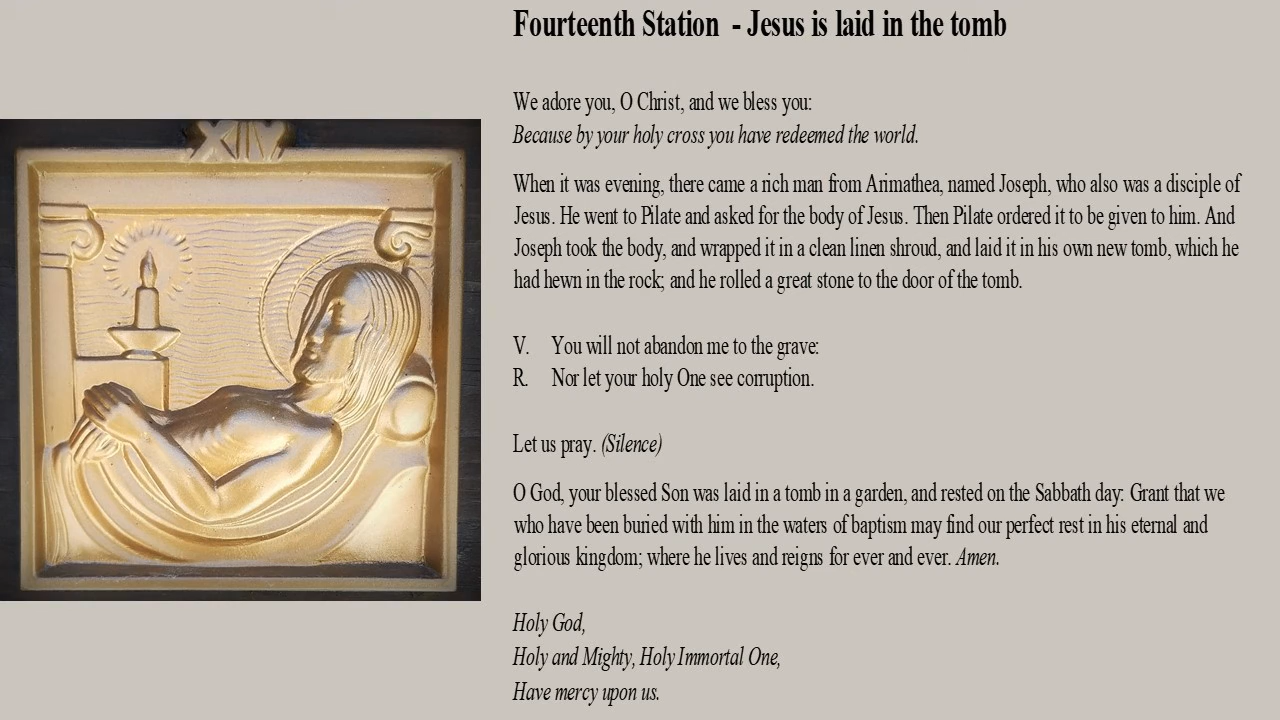 Fourteenth Station - Jesus is laid in the tomb
We adore you, O Christ, and we bless you:
Because by your holy cross you have redeemed the world.
XIV
When it was evening, there came a rich man from Arimathea, named Joseph, who also was a disciple of
Jesus. He went to Pilate and asked for the body of Jesus. Then Pilate ordered it to be given to him. And
Joseph took the body, and wrapped it in a clean linen shroud, and laid it in his own new tomb, which he
had hewn in the rock; and he rolled a great stone to the door of the tomb.
V. You will not abandon me to the grave:
R. Nor let your holy One see corruption.
Let us pray. (Silence)
O God, your blessed Son was laid in a tomb in a garden, and rested on the Sabbath day: Grant that we
who have been buried with him in the waters of baptism may find our perfect rest in his eternal and
glorious kingdom; where he lives and reigns for ever and ever. Amen.
Holy God,
Holy and Mighty, Holy Immortal One,
Have mercy upon us.